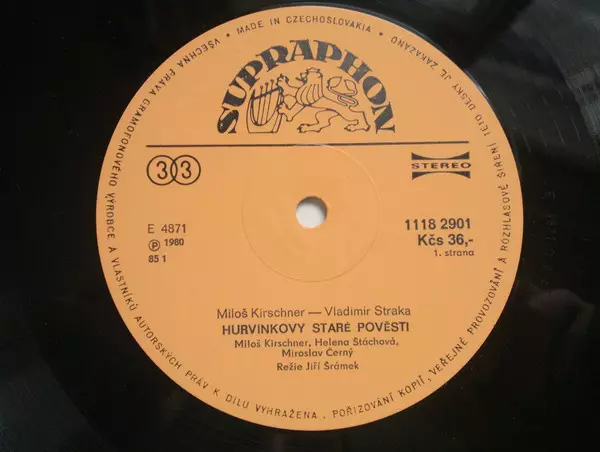 VŠECHNA PRÁVA GRAMOFONOVÉHO VÝROBCE A VLASTNÍKŮ AUTORSKÝCH PRÁV K DÍLU VYHRAŽENA. POŘIZOVÁNÍ KOPIÍ, VEŘEJNÉ PROVOZOVÁNÍ A ROZHLASOVÉ ŠÍŘENÍ TÉTO DESKY JE ZAKÁZÁNO
• MADE IN CZECHOSLOVAKIA •
SUPRAPHON
33
STEREO
E 4871
Ⓟ 1980
85 1
1118 2901
Kčs 36,-
1. strana
Miloš Kirschner — Vladimír Straka
HURVÍNKOVY STARÉ POVĚSTI
Miloš Kirschner, Helena Štáchová,
Miroslav Černý
Režie Jiří Šrámek